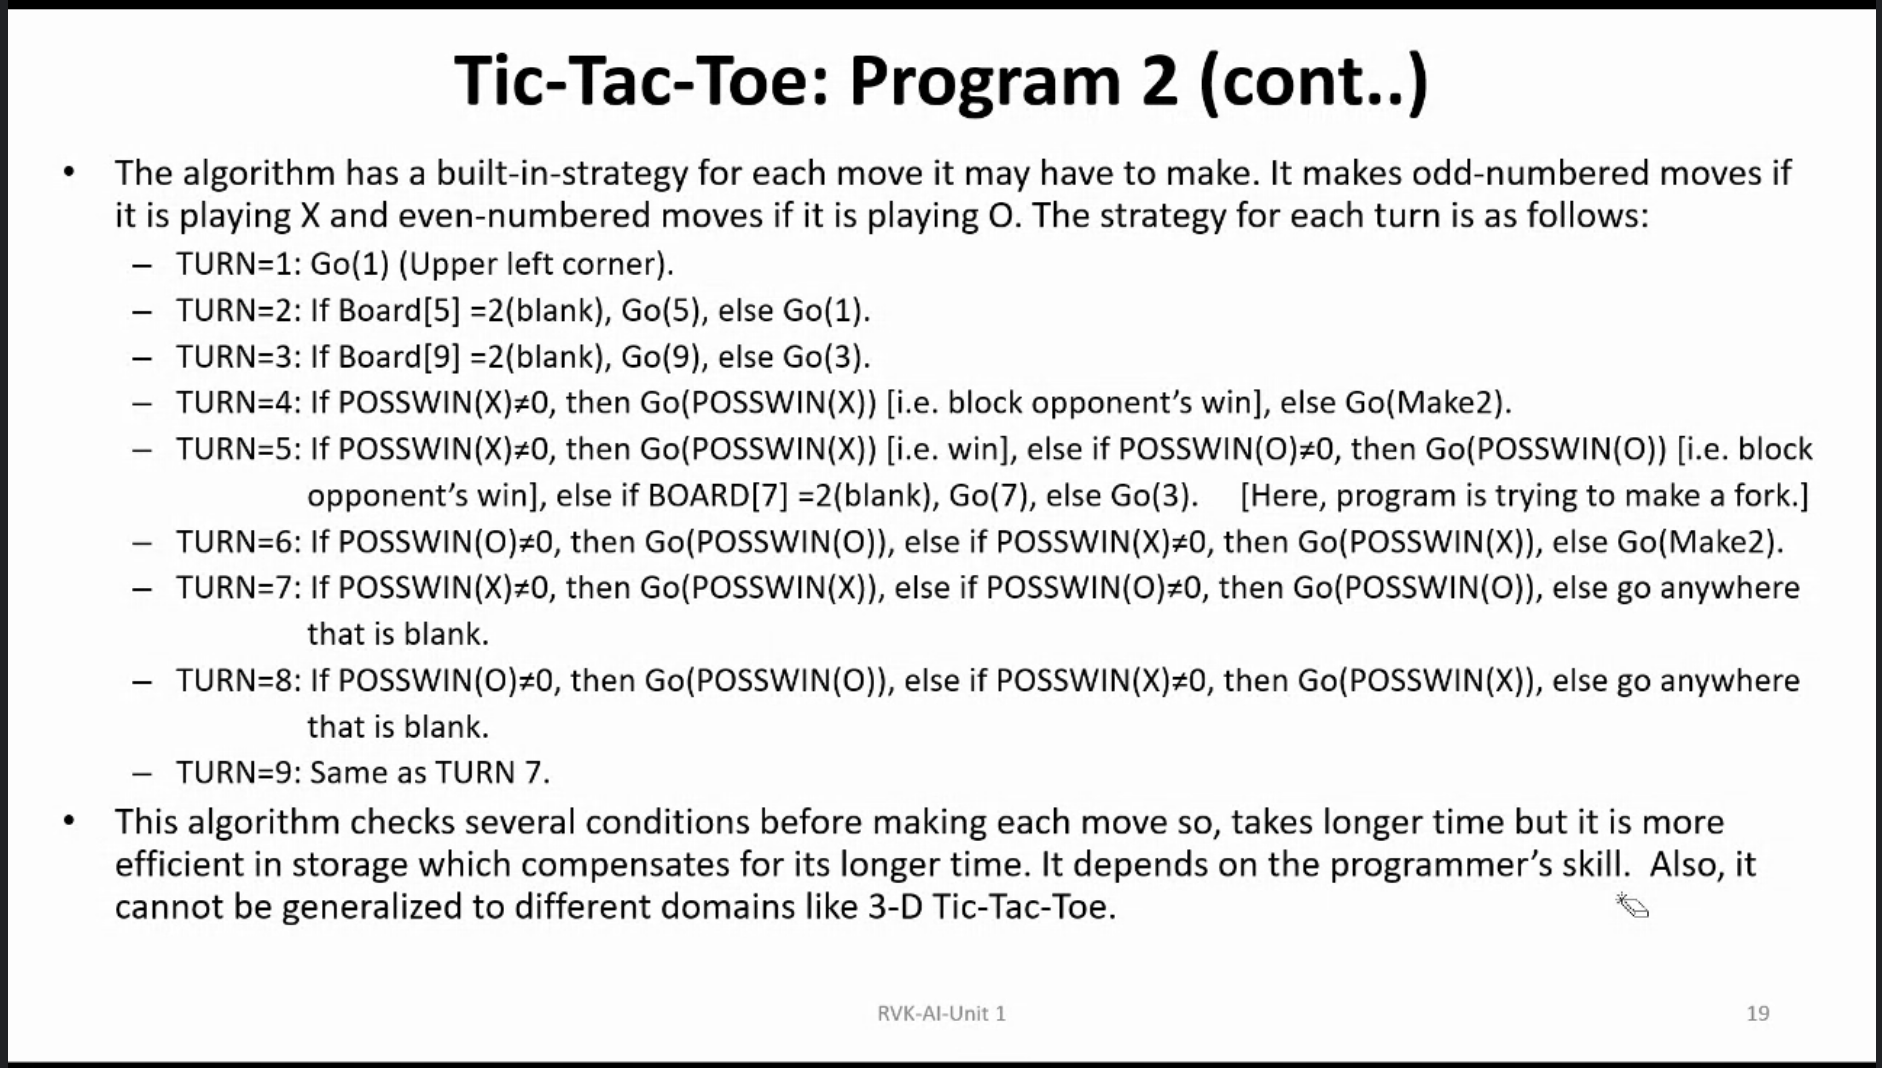 Tic-Tac-Toe: Program 2 (cont..)
• The algorithm has a built-in-strategy for each move it may have to make. It makes odd-numbered moves if
it is playing X and even-numbered moves if it is playing O. The strategy for each turn is as follows:
– TURN=1: Go(1) (Upper left corner).
– TURN=2: If Board[5] =2(blank), Go(5), else Go(1).
– TURN=3: If Board[9] =2(blank), Go(9), else Go(3).
– TURN=4: If POSSWIN(X)≠0, then Go(POSSWIN(X)) [i.e. block opponent’s win], else Go(Make2).
– TURN=5: If POSSWIN(X)≠0, then Go(POSSWIN(X)) [i.e. win], else if POSSWIN(O)≠0, then Go(POSSWIN(O)) [i.e. block
opponent’s win], else if BOARD[7] =2(blank), Go(7), else Go(3). [Here, program is trying to make a fork.]
– TURN=6: If POSSWIN(O)≠0, then Go(POSSWIN(O)), else if POSSWIN(X)≠0, then Go(POSSWIN(X)), else Go(Make2).
– TURN=7: If POSSWIN(X)≠0, then Go(POSSWIN(X)), else if POSSWIN(O)≠0, then Go(POSSWIN(O)), else go anywhere
that is blank.
– TURN=8: If POSSWIN(O)≠0, then Go(POSSWIN(O)), else if POSSWIN(X)≠0, then Go(POSSWIN(X)), else go anywhere
that is blank.
– TURN=9: Same as TURN 7.
• This algorithm checks several conditions before making each move so, takes longer time but it is more
efficient in storage which compensates for its longer time. It depends on the programmer’s skill. Also, it
cannot be generalized to different domains like 3-D Tic-Tac-Toe.
RVK-AI-Unit 1
19